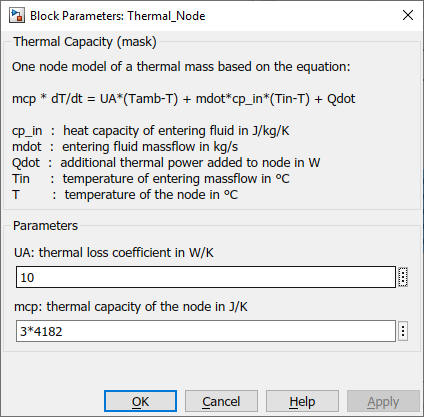 Block Parameters: Thermal_Node
Thermal Capacity (mask)
One node model of a thermal mass based on the equation:
mcp * dT/dt = UA*(Tamb-T) + mdot*cp_in*(Tin-T) + Qdot
cp_in : heat capacity of entering fluid in J/kg/K
mdot : entering fluid massflow in kg/s
Qdot : additional thermal power added to node in W
Tin : temperature of entering massflow in ºC
T : temperature of the node in ºC
Parameters
UA: thermal loss coefficient in W/K
10
mcp: thermal capacity of the node in J/K
3*4182
OK Cancel Help Apply